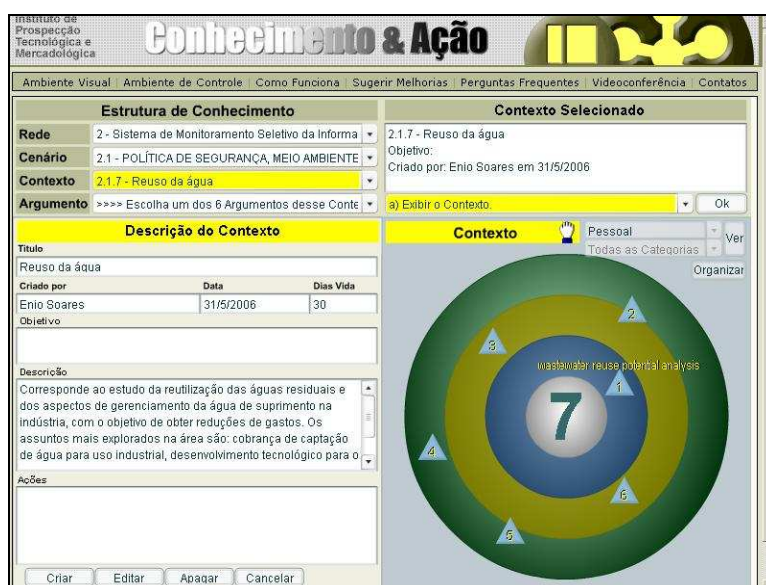 Instituto de
Prospecção
Tecnológica e
Mercadológica
Conhecimento & Ação
Ambiente Visual | Ambiente de Controle | Como Funciona | Sugerir Melhorias | Perguntas Frequentes | Videoconferência | Contatos
Estrutura de Conhecimento
Rede 2 - Sistema de Monitoramento Seletivo da Informa
Cenário 2.1 - POLÍTICA DE SEGURANÇA, MEIO AMBIENTE
Contexto 2.1.7 - Reuso da água
Argumento >>>> Escolha um dos 6 Argumentos desse Conte
Contexto Selecionado
2.1.7 - Reuso da água
Objetivo:
Criado por: Enio Soares em 31/5/2006
a) Exibir o Contexto. Ok
Descrição do Contexto
Título
Reuso da água
Criado por Data Dias Vida
Enio Soares 31/5/2006 30
Objetivo
Descrição
Corresponde ao estudo da reutilização das águas residuais e
dos aspectos de gerenciamento da água de suprimento na
indústria, com o objetivo de obter reduções de gastos. Os
assuntos mais explorados na área são: cobrança de captação
de água para uso industrial, desenvolvimento tecnológico para o
Ações
Criar Editar Apagar Cancelar
Contexto Pessoal Ver
Todas as Categorias
Organizar
2
3
wastewater reuse potental analysis
1
7
4
6
5